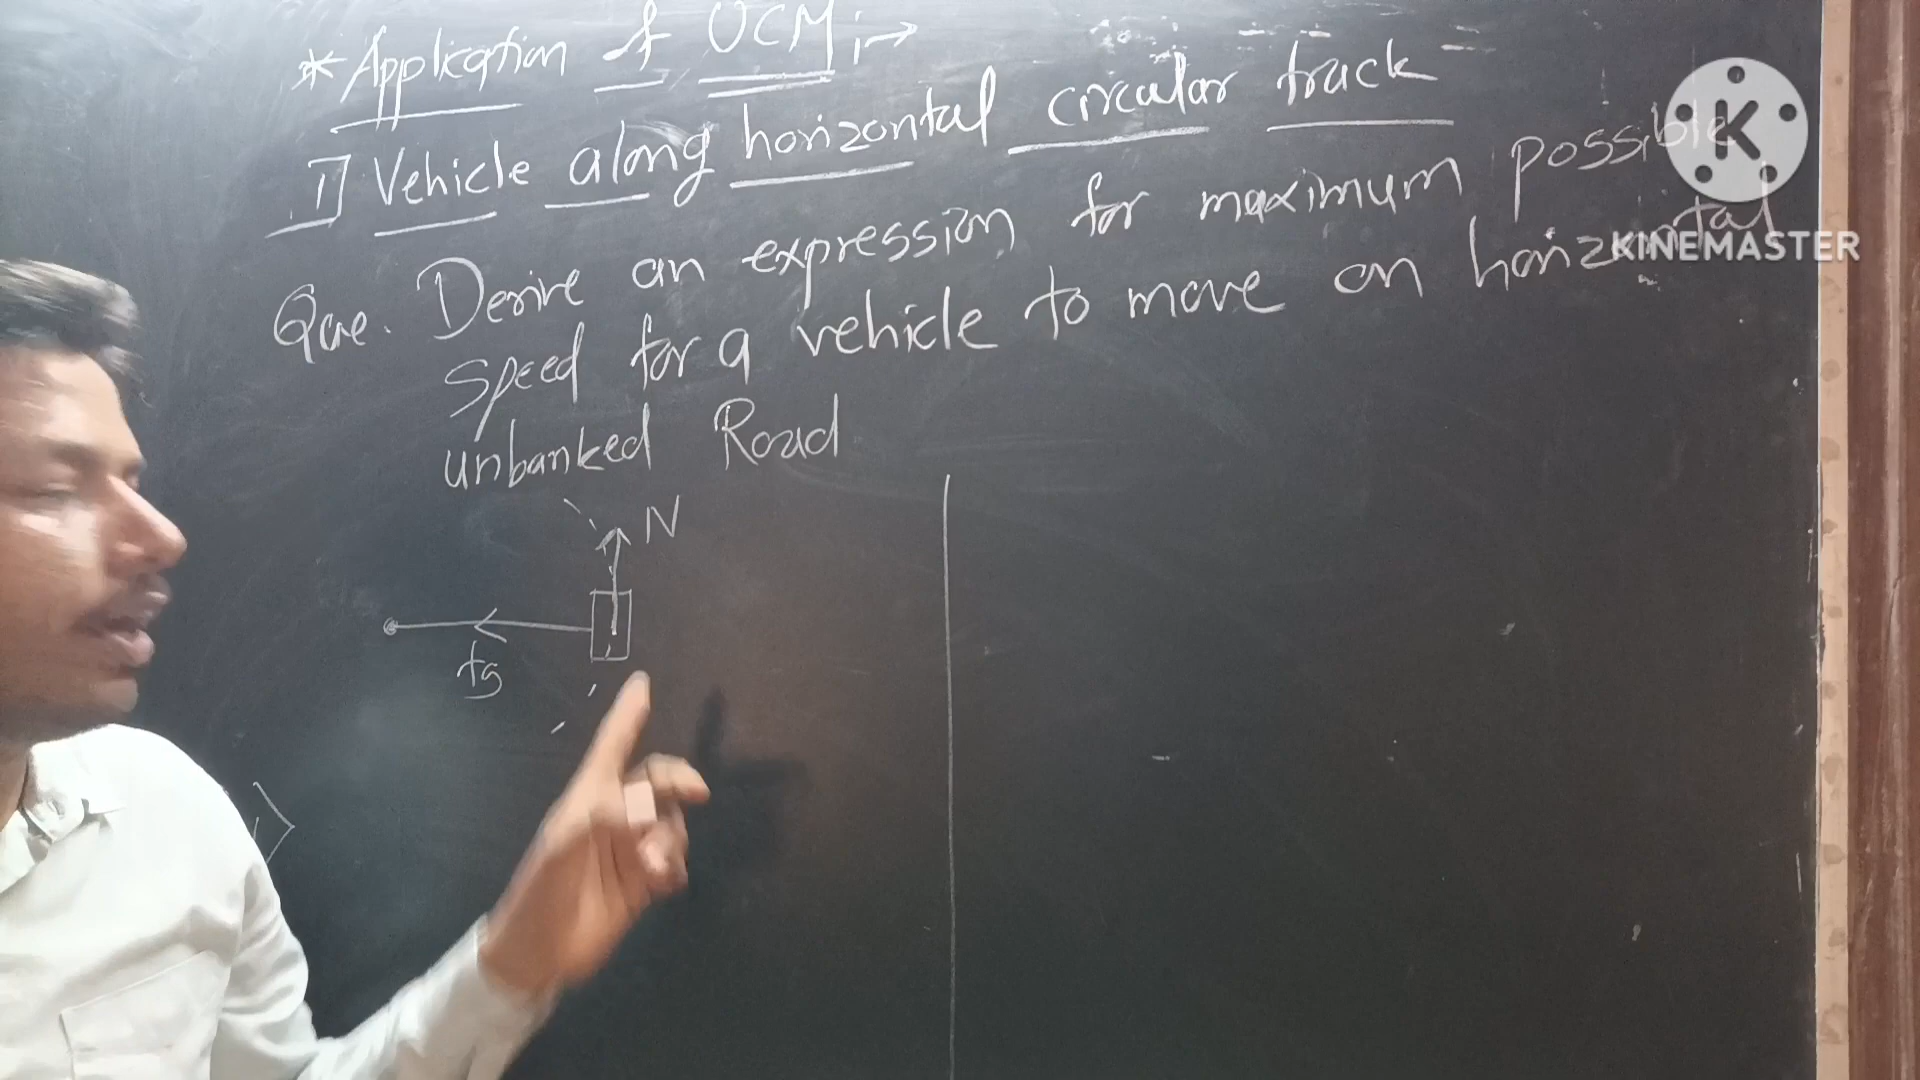 * Application of UCM :→
I] Vehicle along horizontal circular track
Que. Derive an expression for maximum possible
speed for a vehicle to move on horizontal
unbanked Road
N
fs
K
KINEMASTER